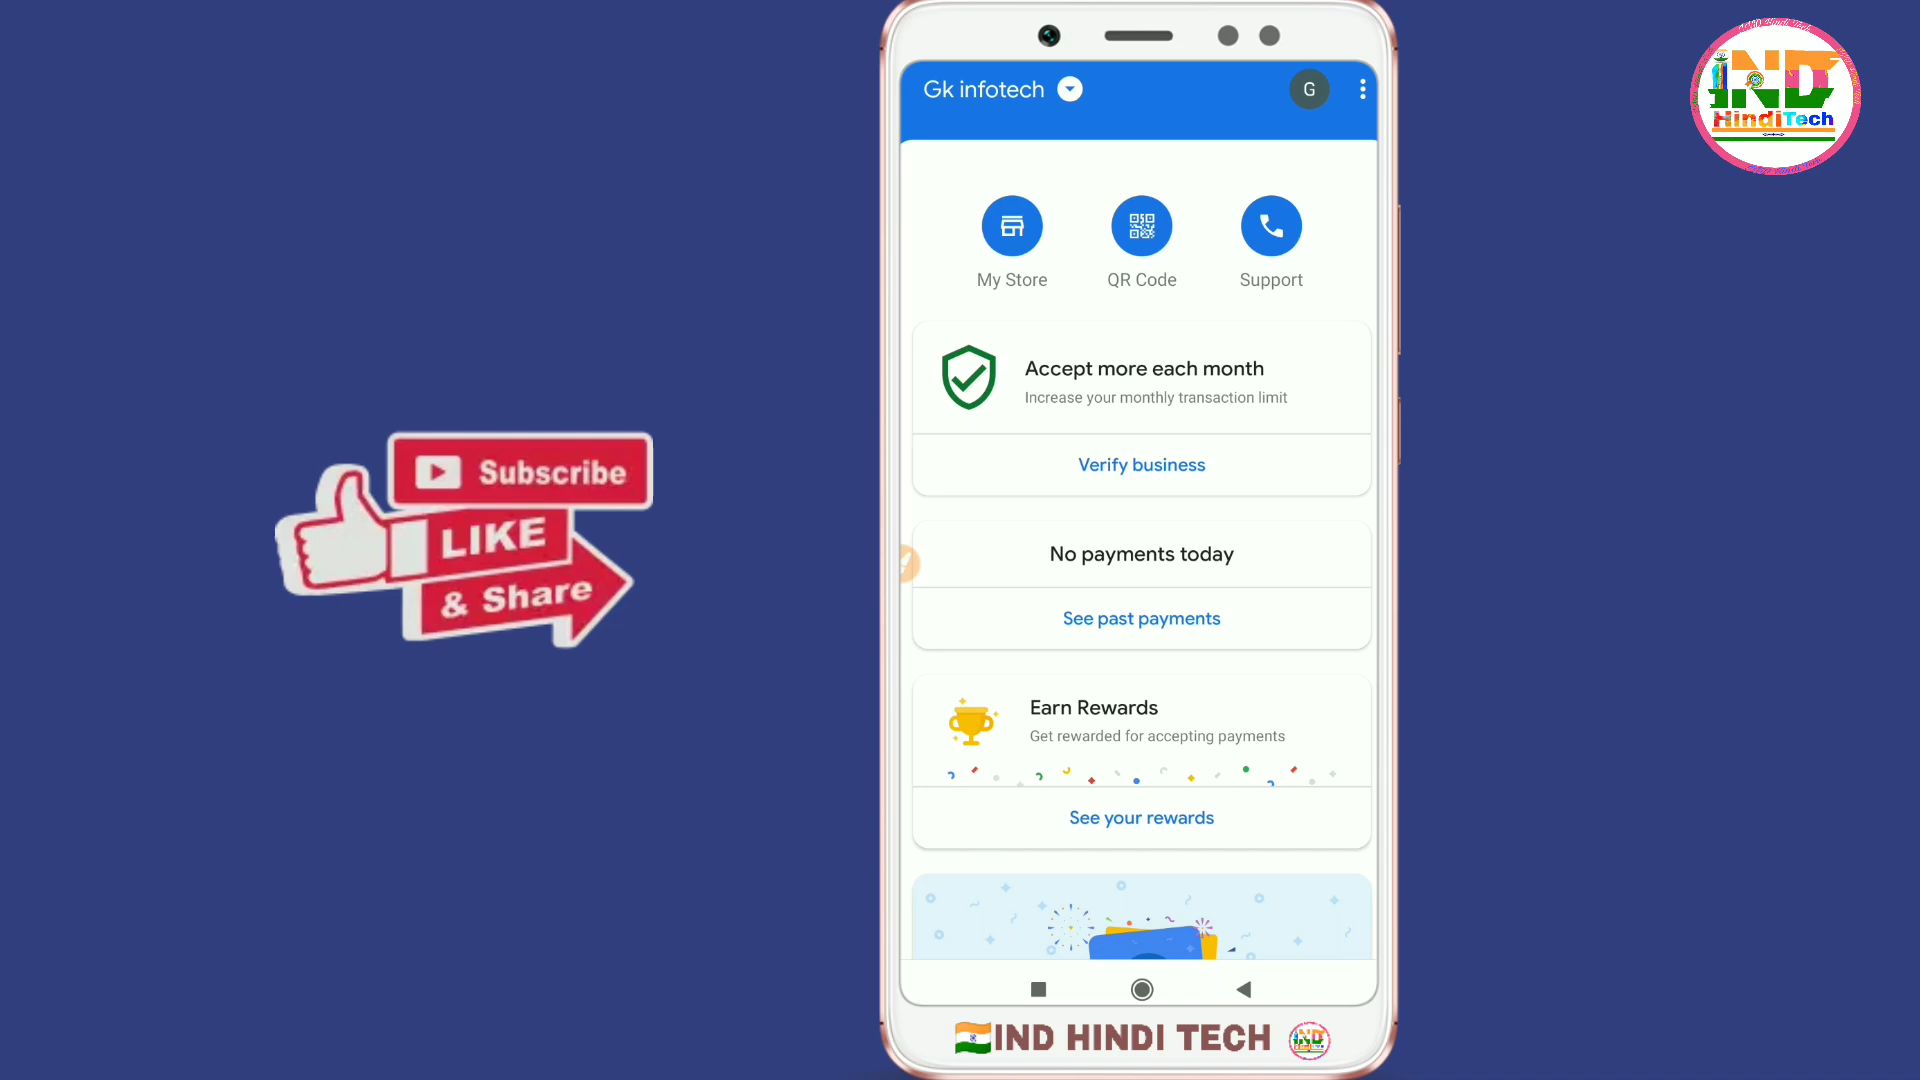 Gk infotech
G
IND
HindiTech
My Store
QR Code
Support
Accept more each month
Increase your monthly transaction limit
Verify business
Subscribe
LIKE
& Share
No payments today
See past payments
Earn Rewards
Get rewarded for accepting payments
See your rewards
IND HINDI TECH
IND